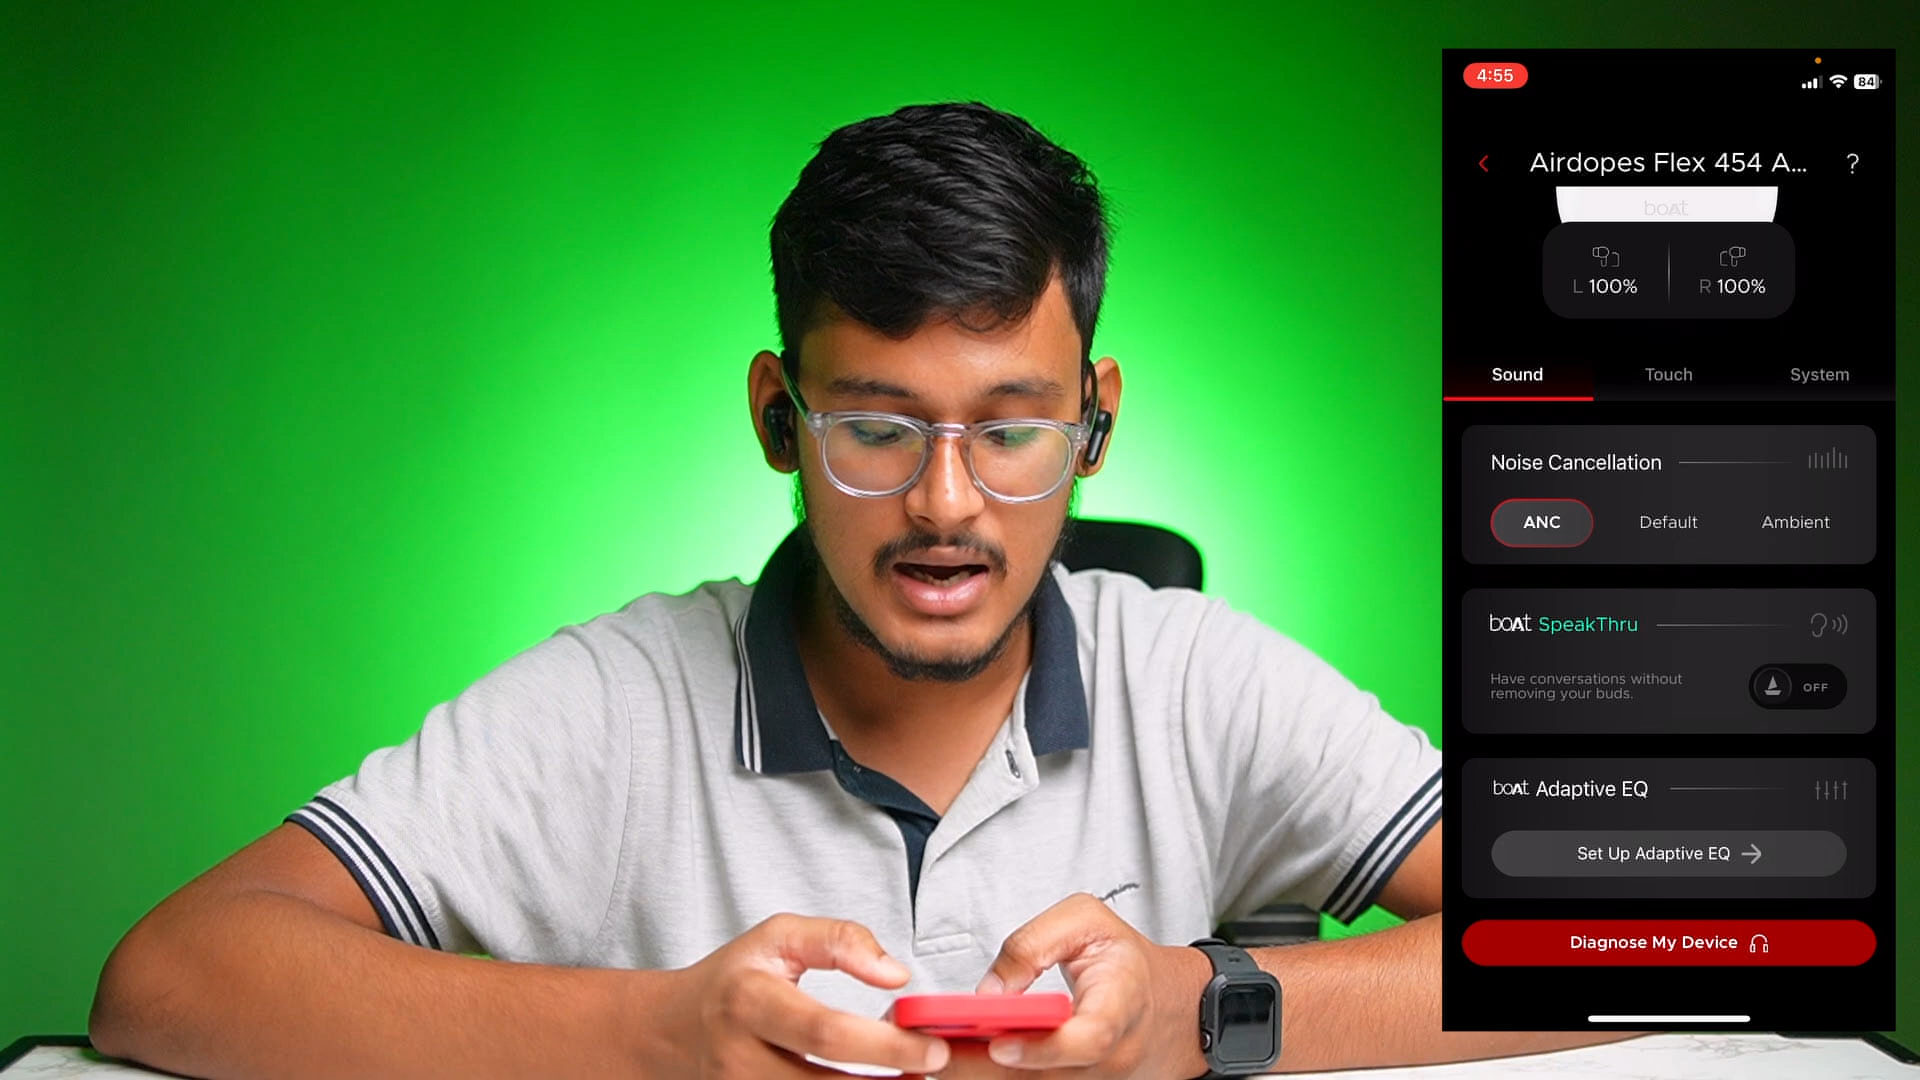 4:55
84
Airdopes Flex 454 A... ?
boAt
L 100% R 100%
Sound Touch System
Noise Cancellation
ANC Default Ambient
boAt SpeakThru
Have conversations without
removing your buds.
OFF
boAt Adaptive EQ
Set Up Adaptive EQ →
Diagnose My Device